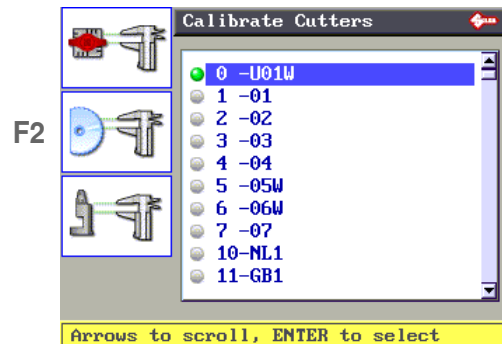 Calibrate Cutters
F2
0 -U01W
1 -01
2 -02
3 -03
4 -04
5 -05W
6 -06W
7 -07
10-NL1
11-GB1
Arrows to scroll, ENTER to select